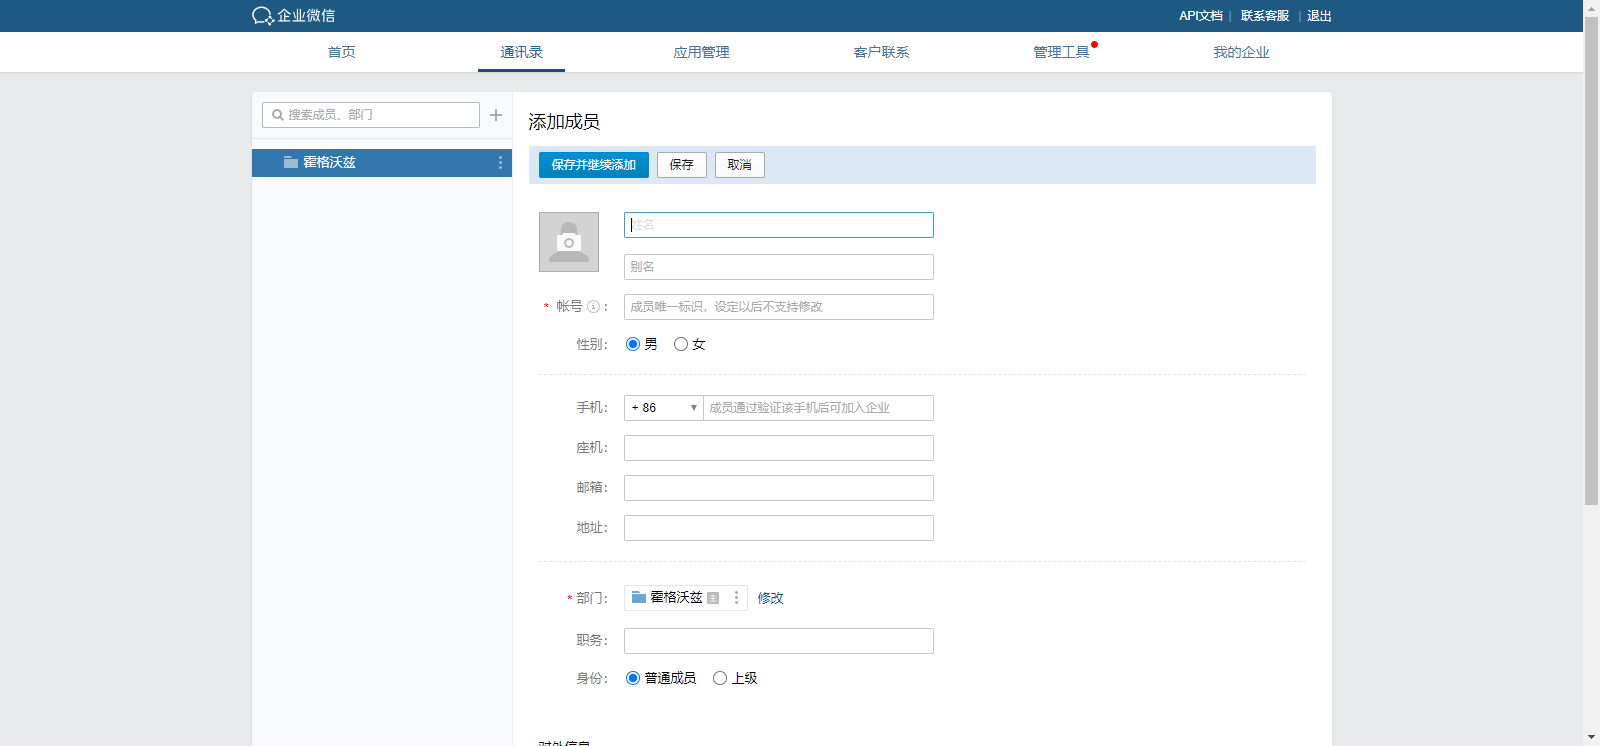 企业微信
API文档 | 联系客服 | 退出
首页 通讯录 应用管理 客户联系 管理工具 我的企业
搜索成员、部门
添加成员
霍格沃兹
保存并继续添加 保存 取消
姓名
别名
* 帐号 :
成员唯一标识，设定以后不支持修改
性别: 男 女
手机: + 86 成员通过验证该手机后可加入企业
座机:
邮箱:
地址:
* 部门: 霍格沃兹 主 修改
职务:
身份: 普通成员 上级
对外信息